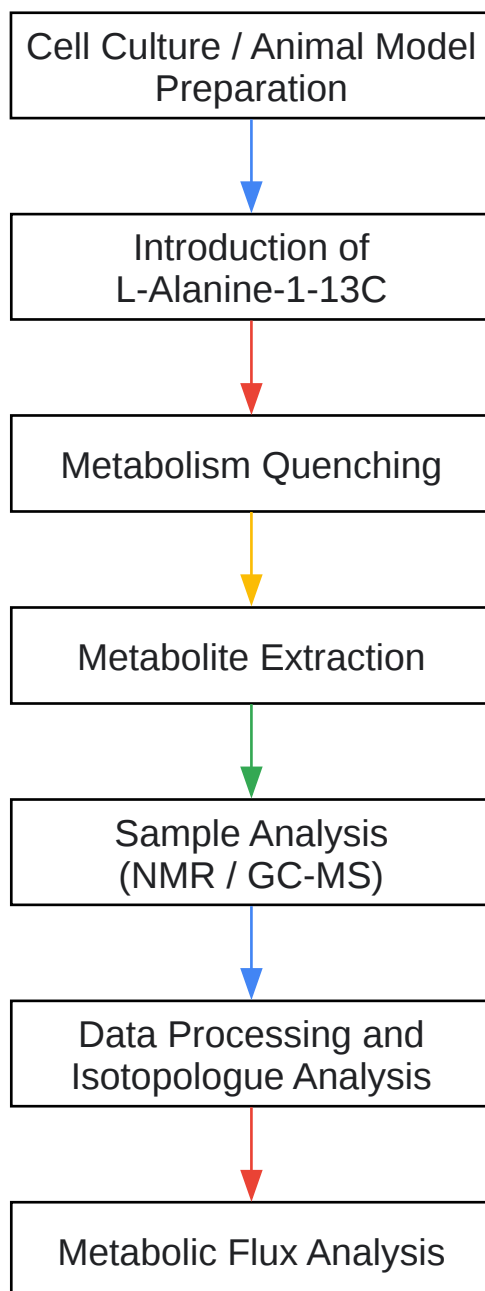 Cell Culture / Animal Model
Preparation
Introduction of
L-Alanine-1-13C
Metabolism Quenching
Metabolite Extraction
Sample Analysis
(NMR / GC-MS)
Data Processing and
Isotopologue Analysis
Metabolic Flux Analysis